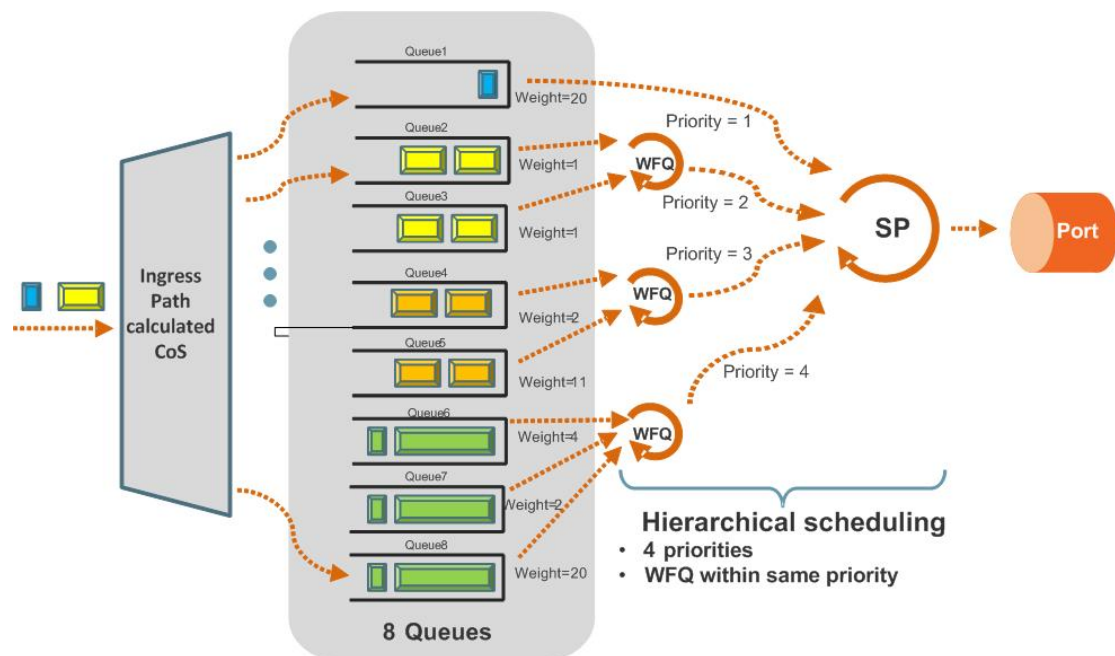 Queue1
Weight=20
Queue2
Weight=1
Queue3
Weight=1
Queue4
Weight=2
Queue5
Weight=11
Queue6
Weight=4
Queue7
Weight=2
Queue8
Weight=20
8 Queues
Ingress
Path
calculated
CoS
WFQ
WFQ
WFQ
Priority = 1
Priority = 2
Priority = 3
Priority = 4
SP
Port
Hierarchical scheduling
• 4 priorities
• WFQ within same priority